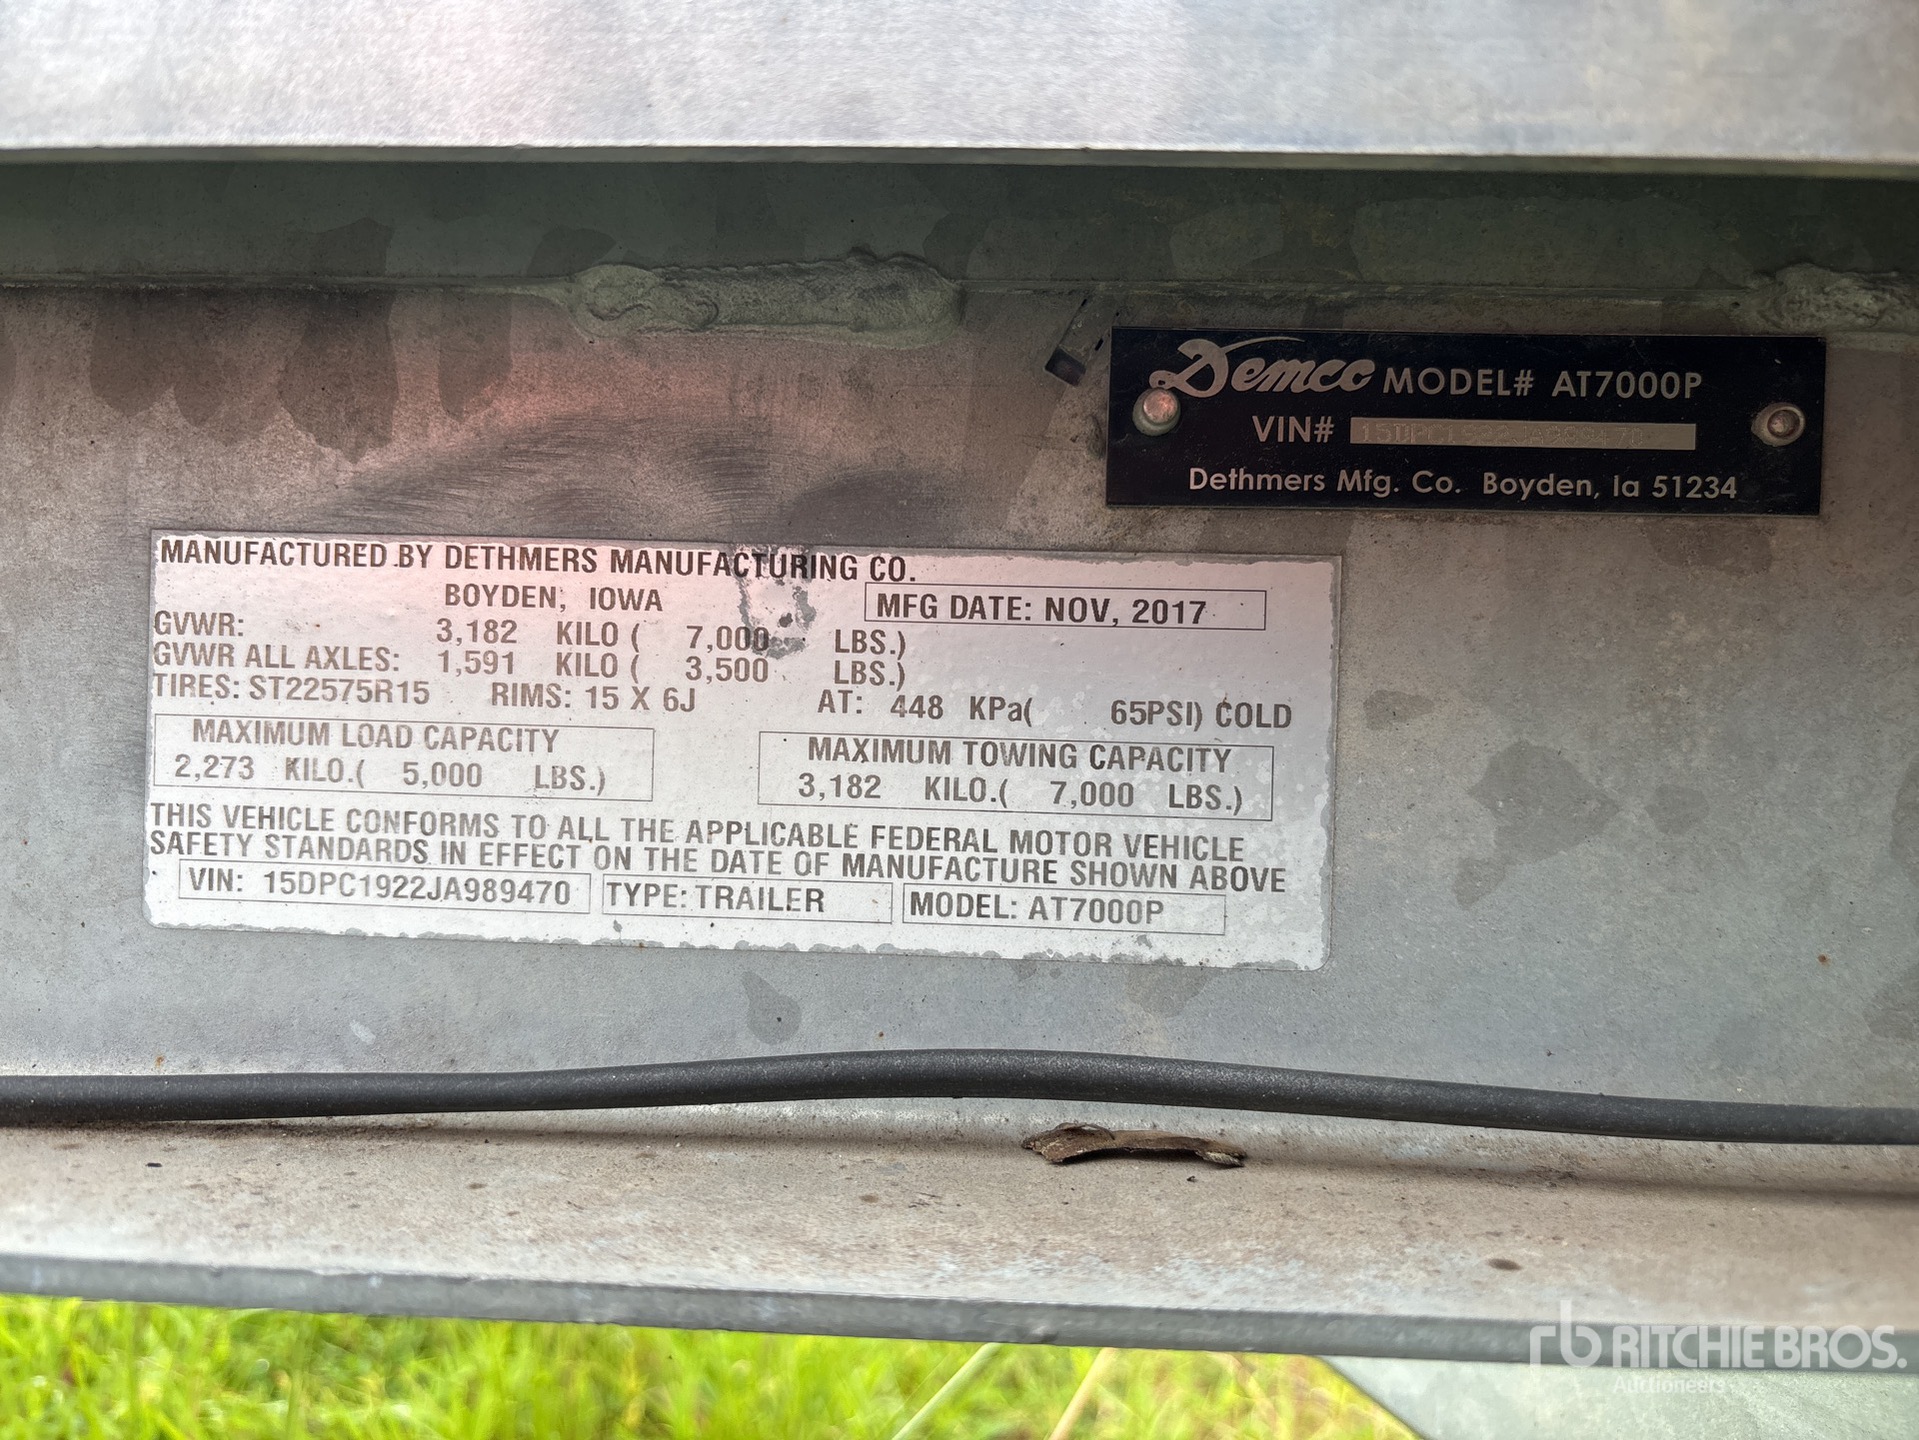 Demco MODEL# AT7000P
VIN#
Dethmers Mfg. Co. Boyden, Ia 51234
MANUFACTURED BY DETHMERS MANUFACTURING CO.
BOYDEN, IOWA
MFG DATE: NOV, 2017
GVWR: 3,182 KILO ( 7,000 LBS.)
GVWR ALL AXLES: 1,591 KILO ( 3,500 LBS.)
TIRES: ST22575R15 RIMS: 15 X 6J AT: 448 KPa( 65PSI) COLD
MAXIMUM LOAD CAPACITY
2,273 KILO.( 5,000 LBS.)
MAXIMUM TOWING CAPACITY
3,182 KILO.( 7,000 LBS.)
THIS VEHICLE CONFORMS TO ALL THE APPLICABLE FEDERAL MOTOR VEHICLE
SAFETY STANDARDS IN EFFECT ON THE DATE OF MANUFACTURE SHOWN ABOVE
VIN: 15DPC1922JA989470 TYPE: TRAILER MODEL: AT7000P
rb RITCHIE BROS.
Auctioneers